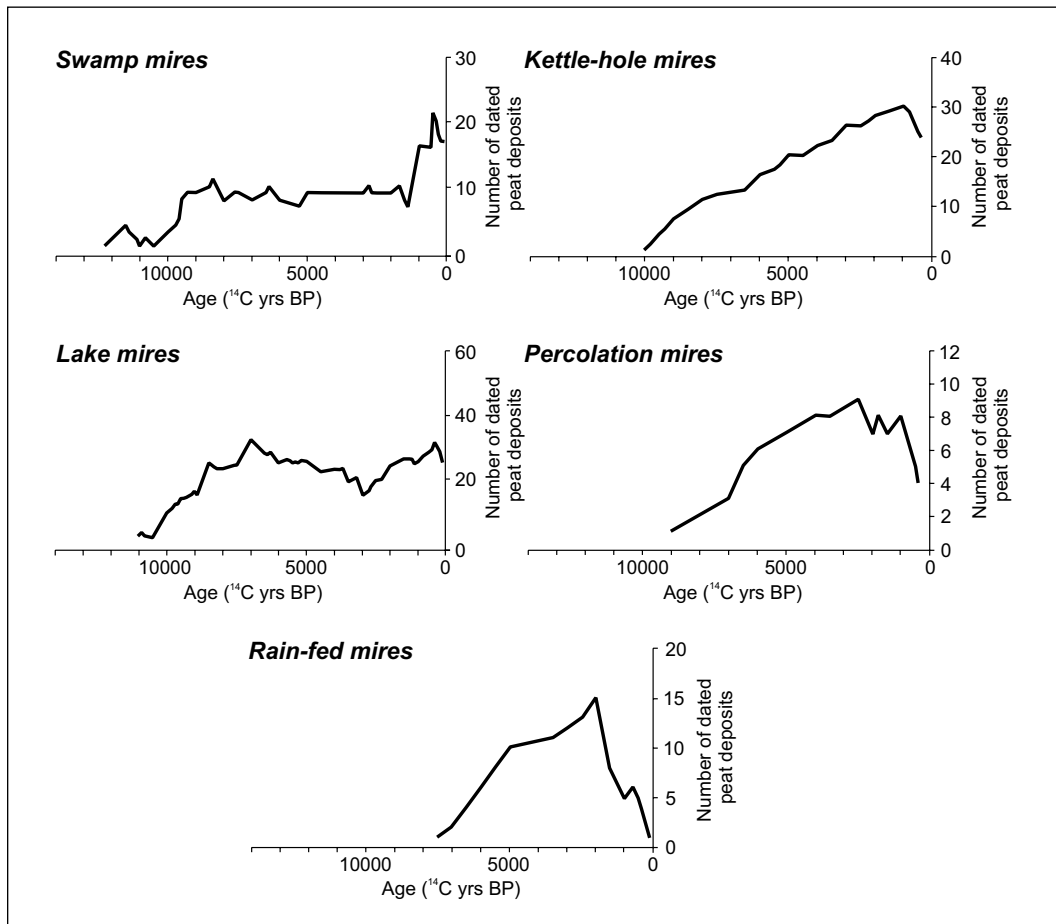 Swamp mires
30
20
10
0
Number of dated
peat deposits
10000 5000 0
Age (¹⁴C yrs BP)
Kettle-hole mires
40
30
20
10
0
Number of dated
peat deposits
10000 5000 0
Age (¹⁴C yrs BP)
Lake mires
60
40
20
0
Number of dated
peat deposits
10000 5000 0
Age (¹⁴C yrs BP)
Percolation mires
12
10
8
6
4
2
0
Number of dated
peat deposits
10000 5000 0
Age (¹⁴C yrs BP)
Rain-fed mires
20
15
10
5
0
Number of dated
peat deposits
10000 5000 0
Age (¹⁴C yrs BP)